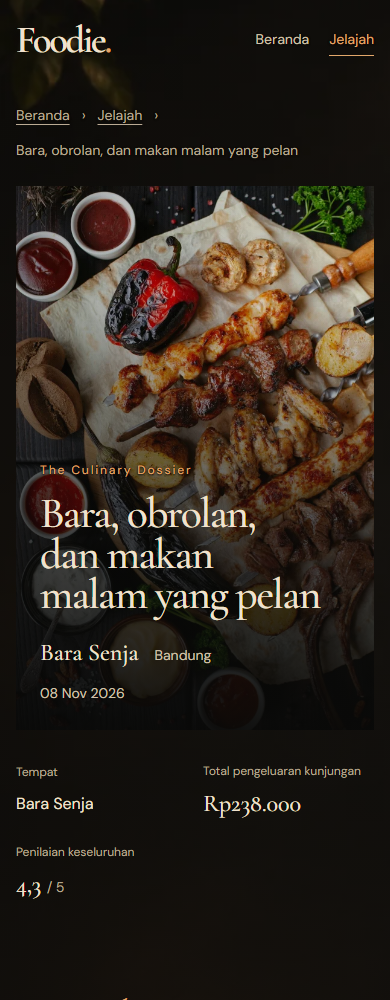 Foodie.
Beranda Jelajah
Beranda › Jelajah ›
Bara, obrolan, dan makan malam yang pelan
The Culinary Dossier
Bara, obrolan,
dan makan
malam yang pelan
Bara Senja Bandung
08 Nov 2026
Tempat
Bara Senja
Total pengeluaran kunjungan
Rp238.000
Penilaian keseluruhan
4,3 / 5